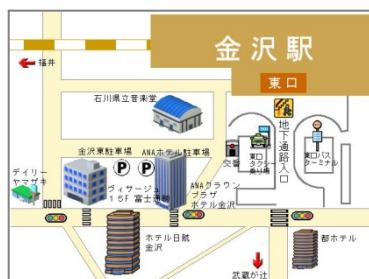 金沢駅
東口
福井
石川県立音楽堂
地下通路入口
金沢東駐車場
ANAホテル駐車場
P
P
交番
東口
タクシー
乗り場
東口バス
ターミナル
デイリー
ヤマザキ
ヴィサージュ
15F 富士通㈱
ANAクラウン
プラザ
ホテル金沢
ホテル日航
金沢
都ホテル
武蔵が辻